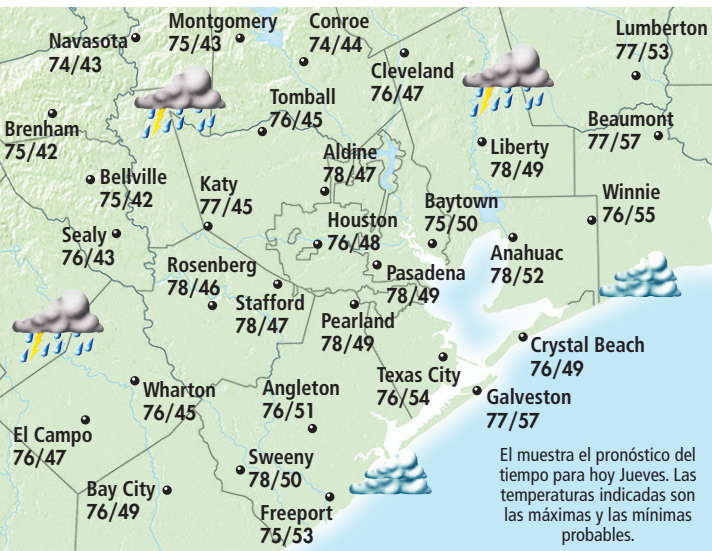 Navasota
74/43
Montgomery
75/43
Conroe
74/44
Cleveland
76/47
Lumberton
77/53
Tomball
76/45
Brenham
75/42
Beaumont
77/57
Liberty
78/49
Aldine
78/47
Bellville
75/42
Katy
77/45
Winnie
76/55
Baytown
75/50
Houston
76/48
Sealy
76/43
Anahuac
78/52
Rosenberg
78/46
Pasadena
78/49
Stafford
78/47
Pearland
78/49
Crystal Beach
76/49
Texas City
76/54
Wharton
76/45
Angleton
76/51
Galveston
77/57
El Campo
76/47
Sweeny
78/50
Bay City
76/49
Freeport
75/53
El muestra el pronóstico del
tiempo para hoy Jueves. Las
temperaturas indicadas son
las máximas y las mínimas
probables.